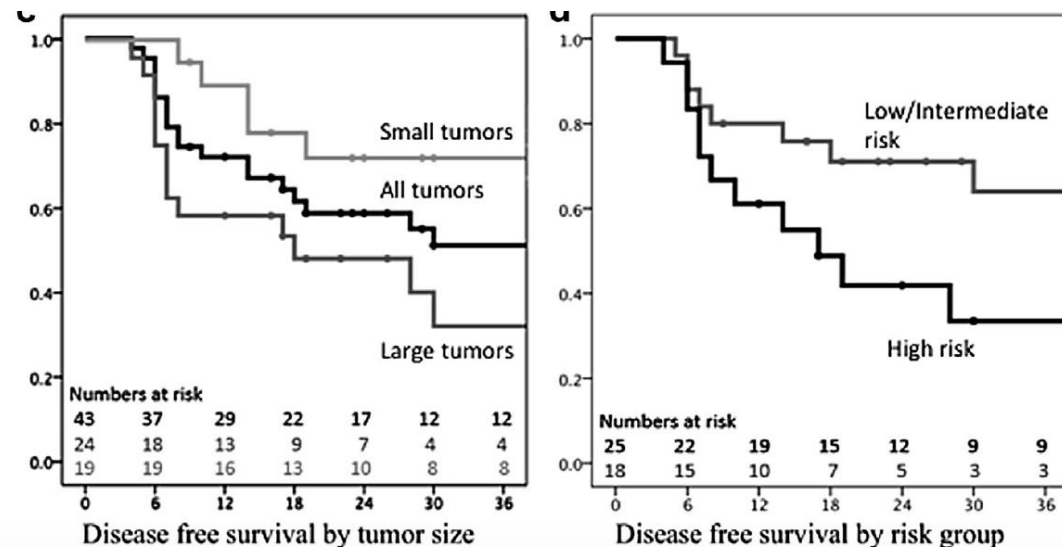 c
1.0
0.8
0.6
0.4
0.2
0.0
Small tumors
All tumors
Large tumors
Numbers at risk
43 37 29 22 17 12 12
24 18 13 9 7 4 4
19 19 16 13 10 8 8
0 6 12 18 24 30 36
Disease free survival by tumor size
d
1.0
0.8
0.6
0.4
0.2
0.0
Low/Intermediate
risk
High risk
Numbers at risk
25 22 19 15 12 9 9
18 15 10 7 5 3 3
0 6 12 18 24 30 36
Disease free survival by risk group